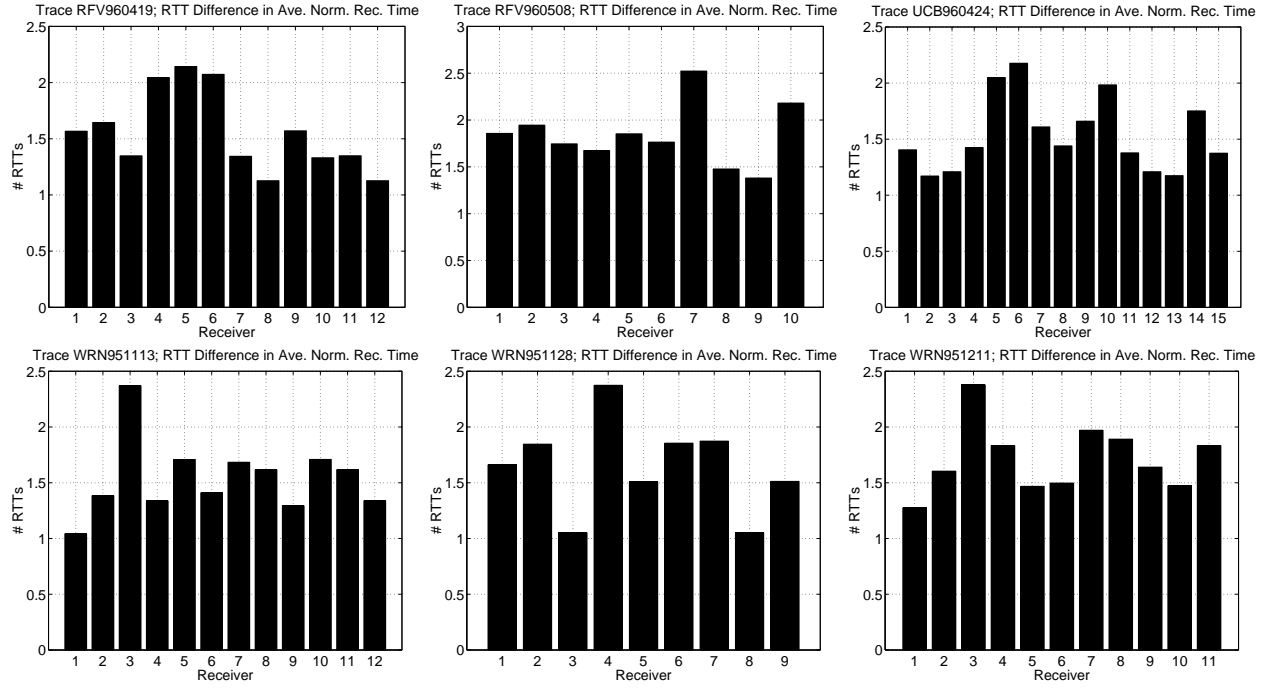 Trace RFV960419; RTT Difference in Ave. Norm. Rec. Time
2.5
2
1.5
1
0.5
0
# RTTs
1 2 3 4 5 6 7 8 9 10 11 12
Receiver
Trace RFV960508; RTT Difference in Ave. Norm. Rec. Time
3
2.5
2
1.5
1
0.5
0
# RTTs
1 2 3 4 5 6 7 8 9 10
Receiver
Trace UCB960424; RTT Difference in Ave. Norm. Rec. Time
2.5
2
1.5
1
0.5
0
# RTTs
1 2 3 4 5 6 7 8 9 10 11 12 13 14 15
Receiver
Trace WRN951113; RTT Difference in Ave. Norm. Rec. Time
2.5
2
1.5
1
0.5
0
# RTTs
1 2 3 4 5 6 7 8 9 10 11 12
Receiver
Trace WRN951128; RTT Difference in Ave. Norm. Rec. Time
2.5
2
1.5
1
0.5
0
# RTTs
1 2 3 4 5 6 7 8 9
Receiver
Trace WRN951211; RTT Difference in Ave. Norm. Rec. Time
2.5
2
1.5
1
0.5
0
# RTTs
1 2 3 4 5 6 7 8 9 10 11
Receiver